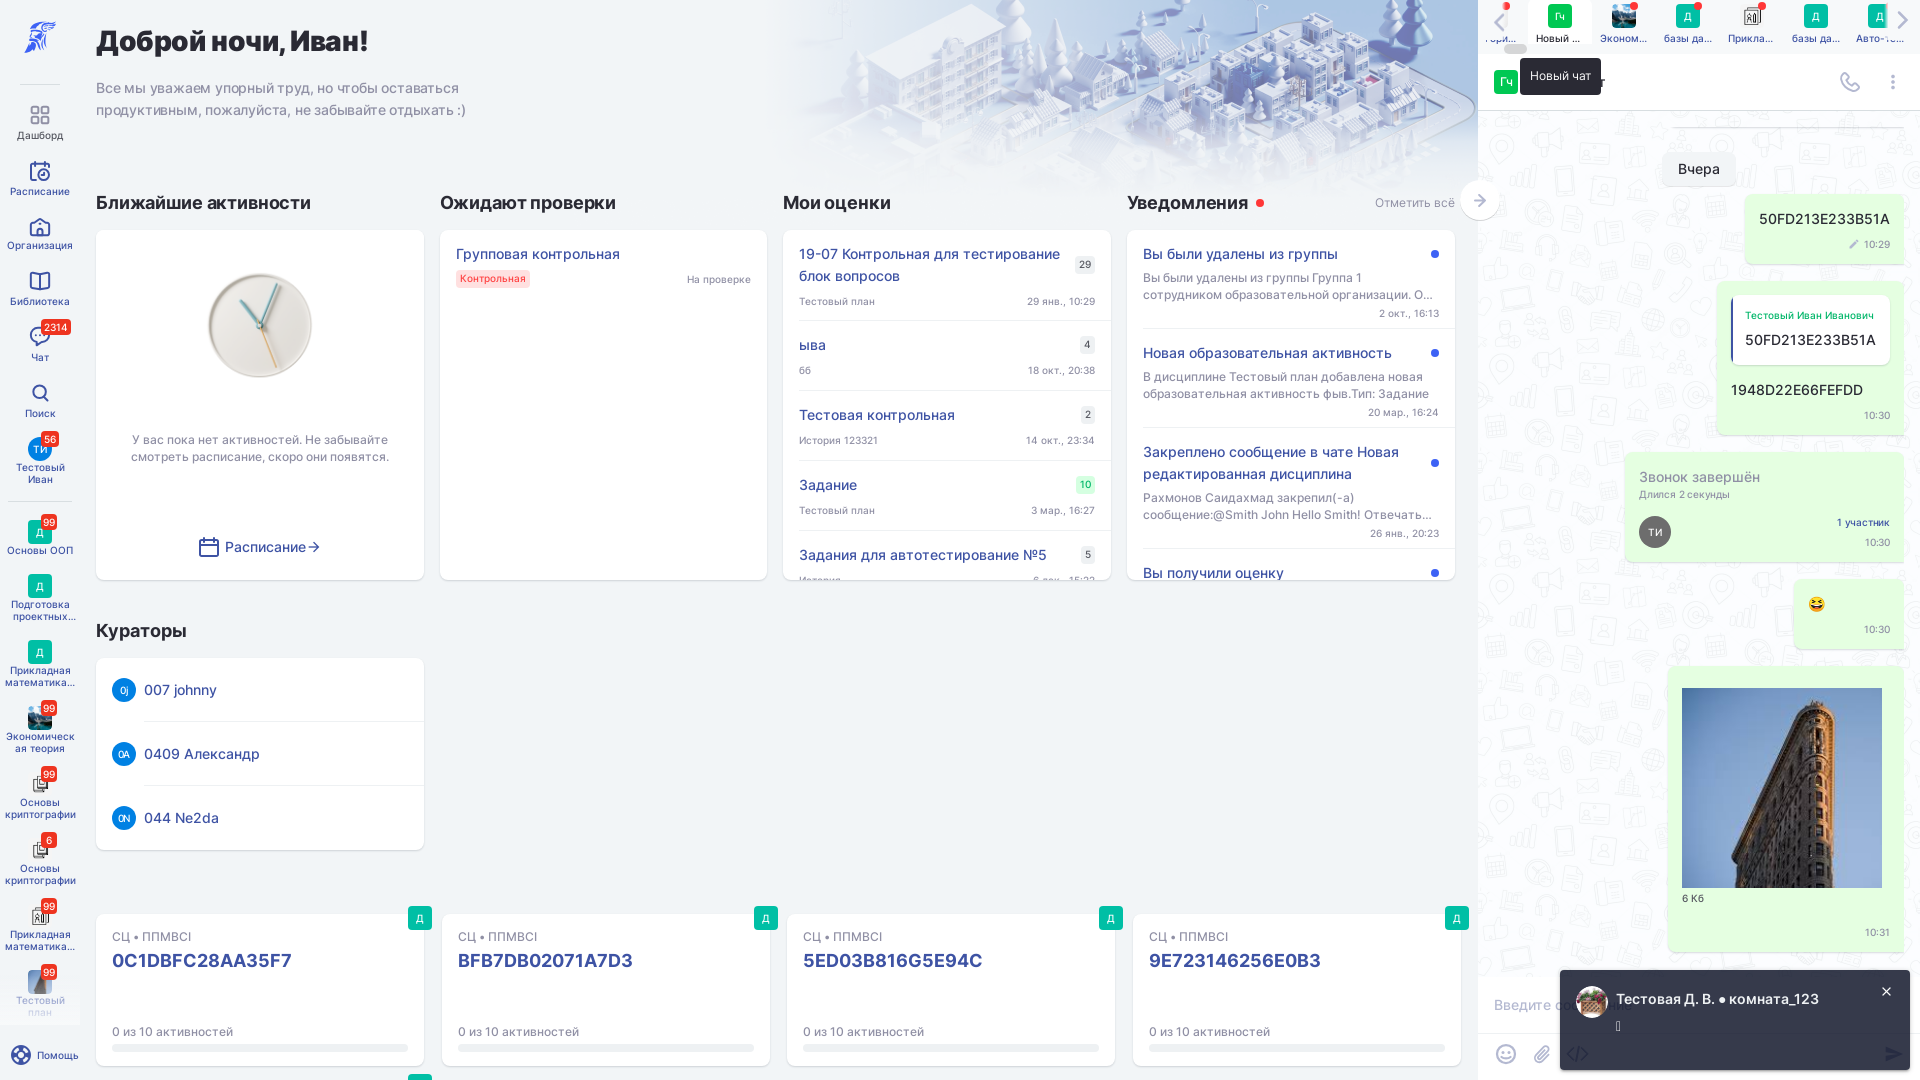 Дашборд
Расписание
Организация
Библиотека
2314
Чат
Поиск
56
ТИ
Тестовый
Иван
99
Д
Основы ООП
Д
Подготовка
проектных...
Д
Прикладная
математика...
99
Экономическ
ая теория
99
Основы
криптографии
6
Основы
криптографии
99
Прикладная
математика...
99
Тестовый
план
Помощь
Доброй ночи, Иван!
Все мы уважаем упорный труд, но чтобы оставаться
продуктивным, пожалуйста, не забывайте отдыхать :)
Ближайшие активности
У вас пока нет активностей. Не забывайте
смотреть расписание, скоро они появятся.
Расписание
Ожидают проверки
Групповая контрольная
Контрольная
На проверке
Мои оценки
19-07 Контрольная для тестирование
блок вопросов
29
Тестовый план
29 янв., 10:29
ыва
4
бб
18 окт., 20:38
Тестовая контрольная
2
История 123321
14 окт., 23:34
Задание
10
Тестовый план
3 мар., 16:27
Задания для автотестирование №5
5
Уведомления
Отметить всё
Вы были удалены из группы
Вы были удалены из группы Группа 1
сотрудником образовательной организации. О...
2 окт., 16:13
Новая образовательная активность
В дисциплине Тестовый план добавлена новая
образовательная активность фыв.Тип: Задание
20 мар., 16:24
Закреплено сообщение в чате Новая
редактированная дисциплина
Рахмонов Саидахмад закрепил(-а)
сообщение:@Smith John Hello Smith! Отвечать...
26 янв., 20:23
Вы получили оценку
Кураторы
0j
007 johnny
0А
0409 Александр
0N
044 Ne2da
Д
СЦ • ППМВСІ
0C1DBFC28AA35F7
0 из 10 активностей
Д
СЦ • ППМВСІ
BFB7DB02071A7D3
0 из 10 активностей
Д
СЦ • ППМВСІ
5ED03B816G5E94C
0 из 10 активностей
Д
СЦ • ППМВСІ
9E723146256E0B3
0 из 10 активностей
Гч
Новый ...
Эконом...
Д
базы да...
Прикла...
Д
базы да...
Д
Гч
Новый чат
Вчера
50FD213E233B51A
10:29
Тестовый Иван Иванович
50FD213E233B51A
1948D22E66FEFDD
10:30
Звонок завершён
Длился 2 секунды
ТИ
1 участник
10:30
10:30
6 Кб
10:31
Введите
Тестовая Д. В. • комната_123